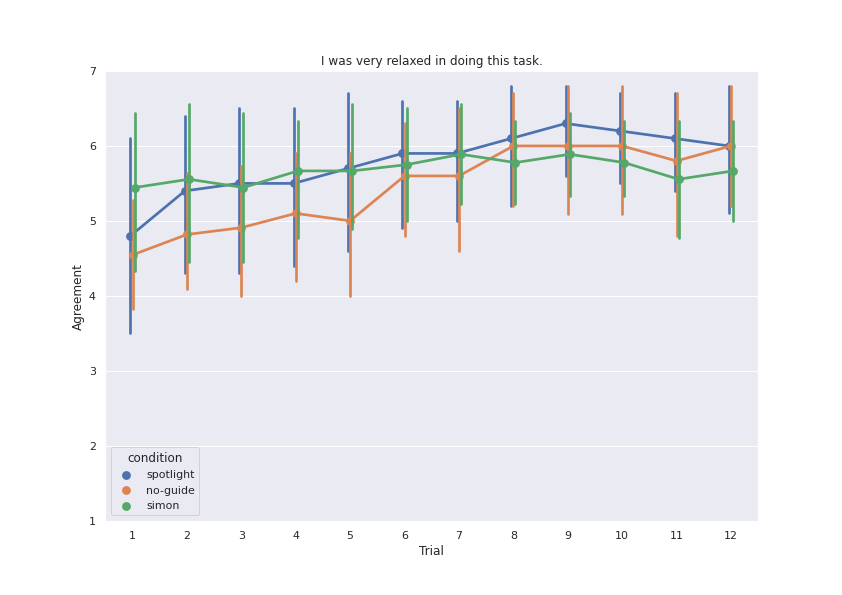 I was very relaxed in doing this task.
7
6
5
4
3
2
1
Agreement
condition
spotlight
no-guide
simon
1 2 3 4 5 6 7 8 9 10 11 12
Trial